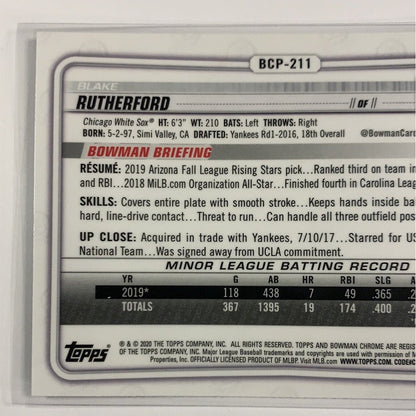 BCP-211
BLAKE
RUTHERFORD // OF //
Chicago White Sox® HT: 6'3" WT: 210 BATS: Left THROWS: Right
BORN: 5-2-97, Simi Valley, CA DRAFTED: Yankees Rd1-2016, 18th Overall @BowmanCar
BOWMAN BRIEFING
RÉSUMÉ: 2019 Arizona Fall League Rising Stars pick...Ranked third on team in
and RBI...2018 MiLB.com Organization All-Star...Finished fourth in Carolina Leag
SKILLS: Covers entire plate with smooth stroke...Keeps hands inside ba
hard, line-drive contact...Threat to run...Can handle all three outfield pos
UP CLOSE: Acquired in trade with Yankees, 7/10/17...Starred for US
National Team...Was signed away from UCLA commitment.
MINOR LEAGUE BATTING RECORD
YR G AB HR RBI SLG A
2019* 118 438 7 49 .365 .2
TOTALS 367 1395 19 174 .400 .2
TOPPS
® & © 2020 THE TOPPS COMPANY, INC. ALL RIGHTS RESERVED. TOPPS AND BOWMAN CHROME ARE REGIS
OF THE TOPPS COMPANY, INC. Major League Baseball trademarks and copyrights are used with permission of Major
Properties, Inc. OFFICIALLY LICENSED PRODUCT OF MLBP. Visit MLB.com. WWW.TOPPS.COM. CODE#C